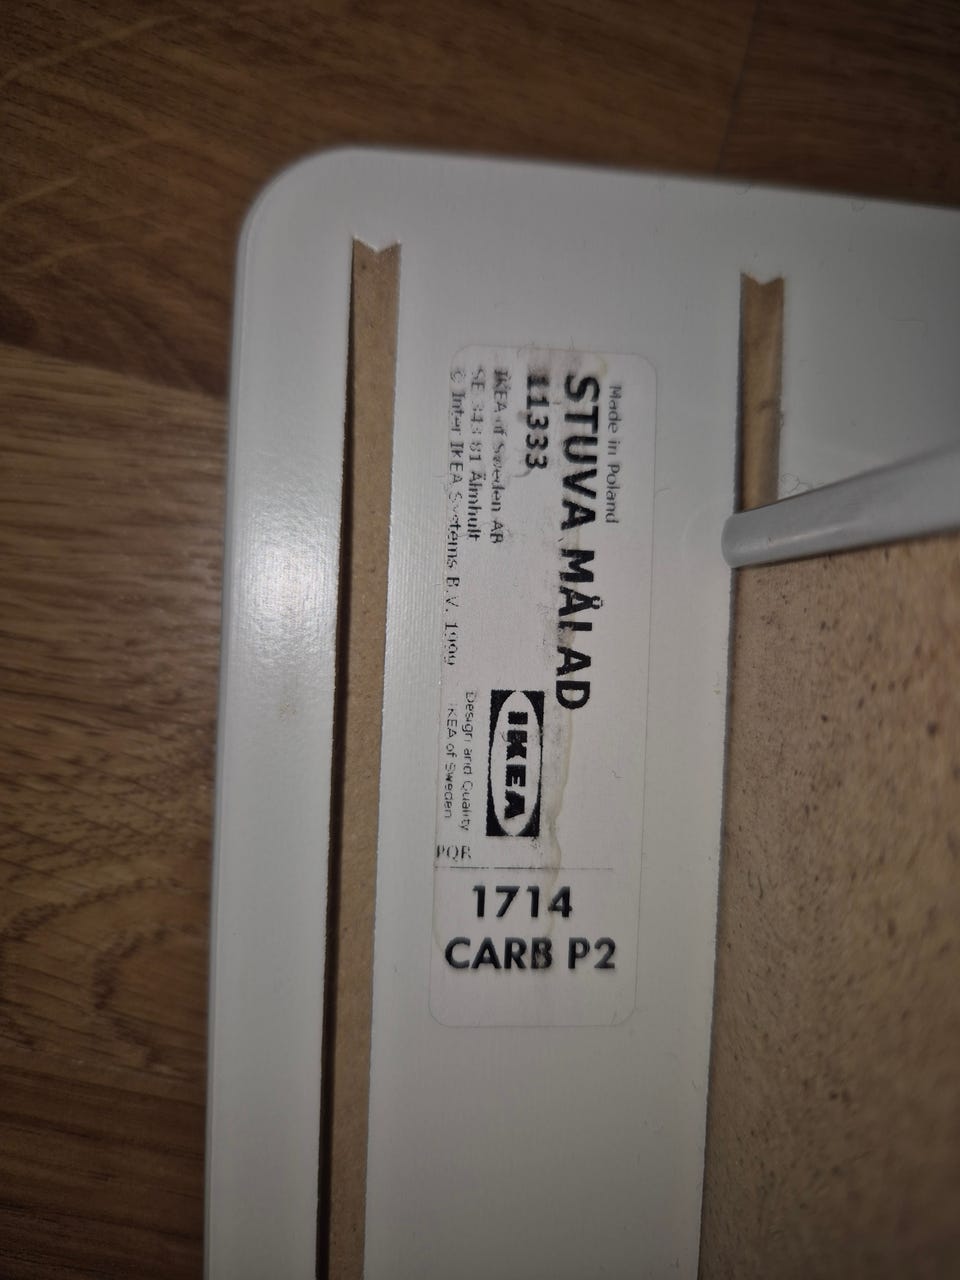 Made in Poland
STUVA MÅLAD
11333
IKEA of Sweden AB
SE 343 81 Älmhult
© Inter IKEA Systems B.V. 1999
IKEA
Design and Quality
IKEA of Sweden
PQR
1714
CARB P2